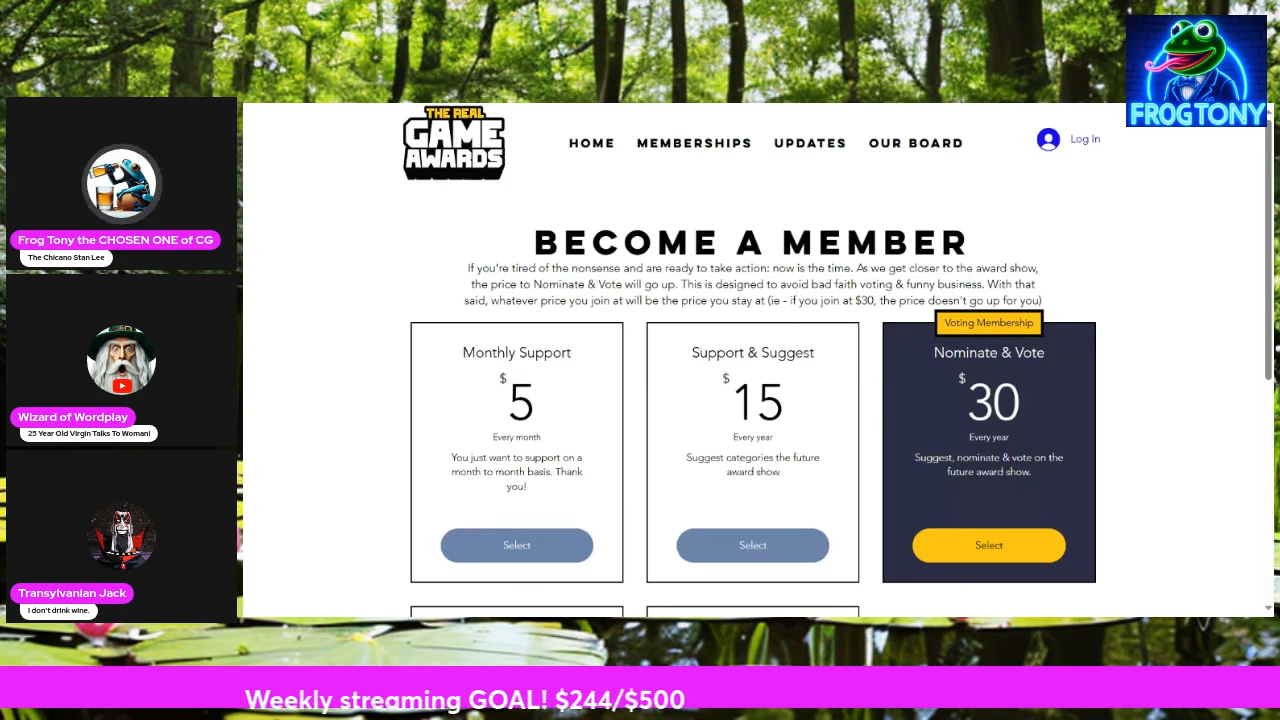 FROGTONY
Frog Tony the CHOSEN ONE of CG
The Chicano Stan Lee
Wizard of Wordplay
25 Year Old Virgin Talks To Woman!
Transylvanian Jack
I don't drink wine.
THE REAL
GAME
AWARDS
HOME MEMBERSHIPS UPDATES OUR BOARD
Log In
BECOME A MEMBER
If you're tired of the nonsense and are ready to take action: now is the time. As we get closer to the award show,
the price to Nominate & Vote will go up. This is designed to avoid bad faith voting & funny business. With that
said, whatever price you join at will be the price you stay at (ie - if you join at $30, the price doesn't go up for you)
Monthly Support
$5
Every month
You just want to support on a
month to month basis. Thank
you!
Select
Support & Suggest
$15
Every year
Suggest categories the future
award show
Select
Voting Membership
Nominate & Vote
$30
Every year
Suggest, nominate & vote on the
future award show.
Select
Weekly streaming GOAL! $244/$500